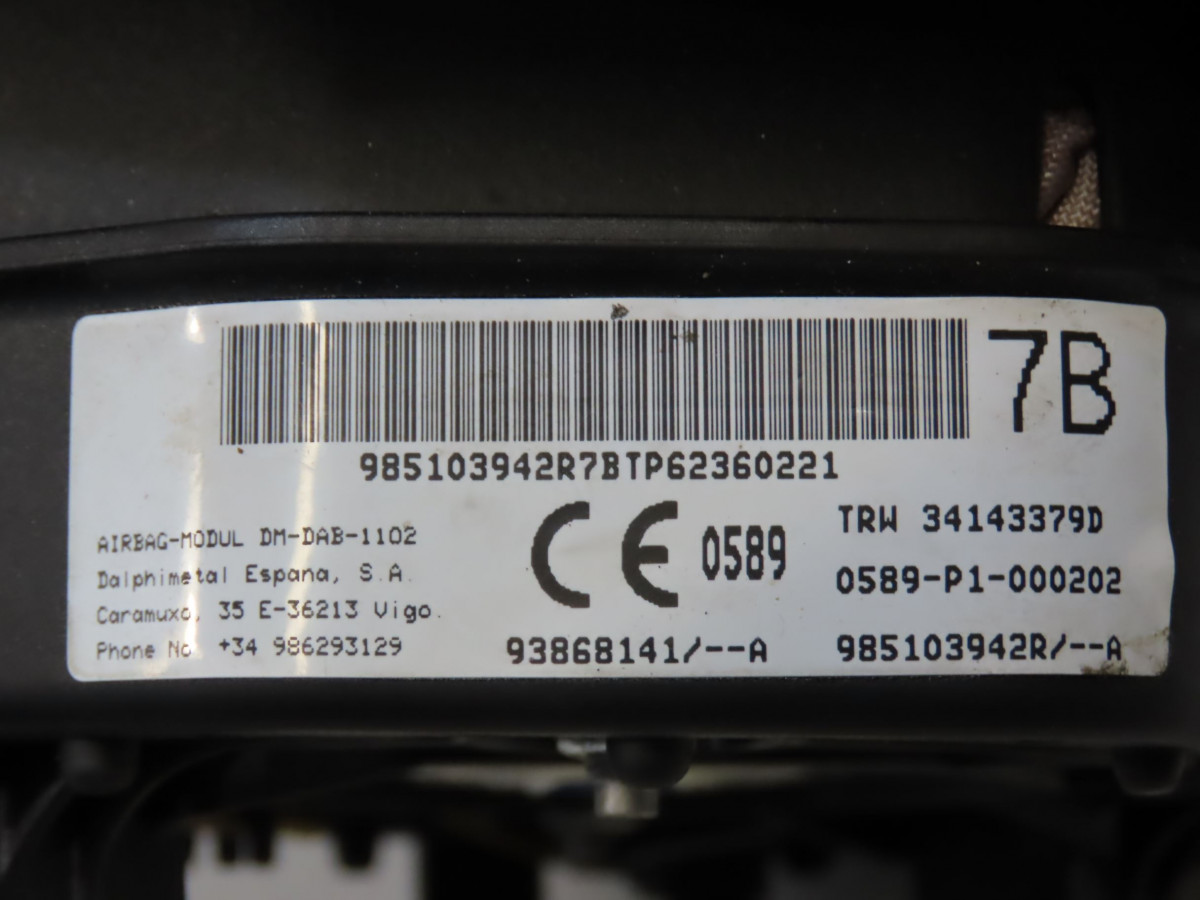 7B
985103942R7BTP62360221
AIRBAG-MODUL DM-DAB-1102
Dalphimetal Espana, S.A.
Caramuxo, 35 E-36213 Vigo.
Phone No +34 986293129
CE 0589
93868141/--A
TRW 34143379D
0589-P1-000202
985103942R/--A